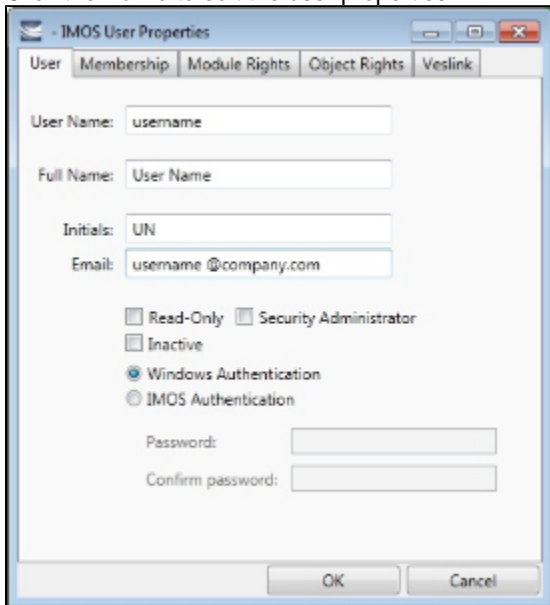 - IMOS User Properties
User Membership Module Rights Object Rights Veslink
User Name: username
Full Name: User Name
Initials: UN
Email: username @company.com
Read-Only Security Administrator
Inactive
Windows Authentication
IMOS Authentication
Password:
Confirm password:
OK Cancel